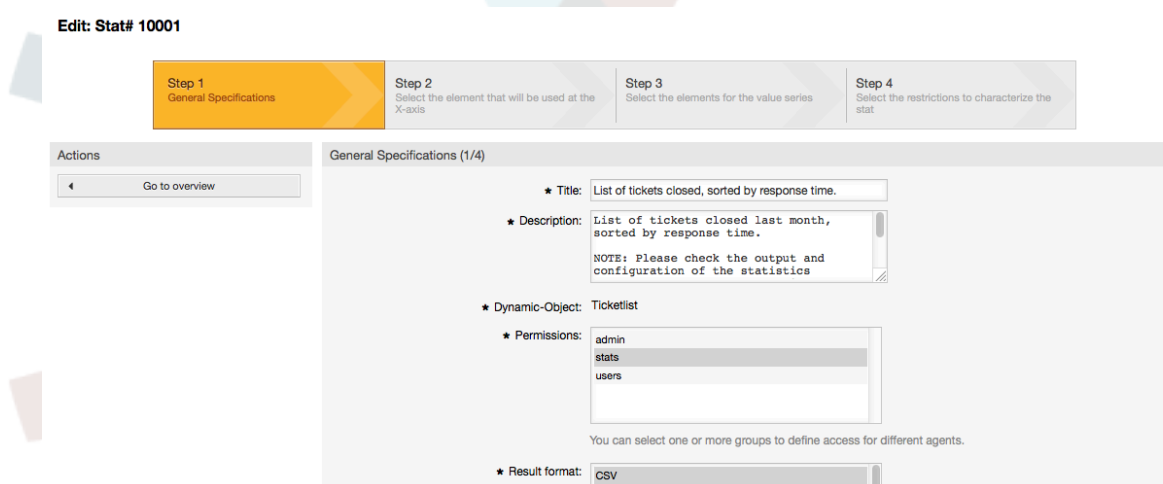 Edit: Stat# 10001
Step 1
General Specifications
Step 2
Select the element that will be used at the
X-axis
Step 3
Select the elements for the value series
Step 4
Select the restrictions to characterize the
stat
Actions
Go to overview
General Specifications (1/4)
★ Title: List of tickets closed, sorted by response time.
★ Description: List of tickets closed last month,
sorted by response time.
NOTE: Please check the output and
configuration of the statistics
★ Dynamic-Object: Ticketlist
★ Permissions: admin
stats
users
You can select one or more groups to define access for different agents.
★ Result format: CSV